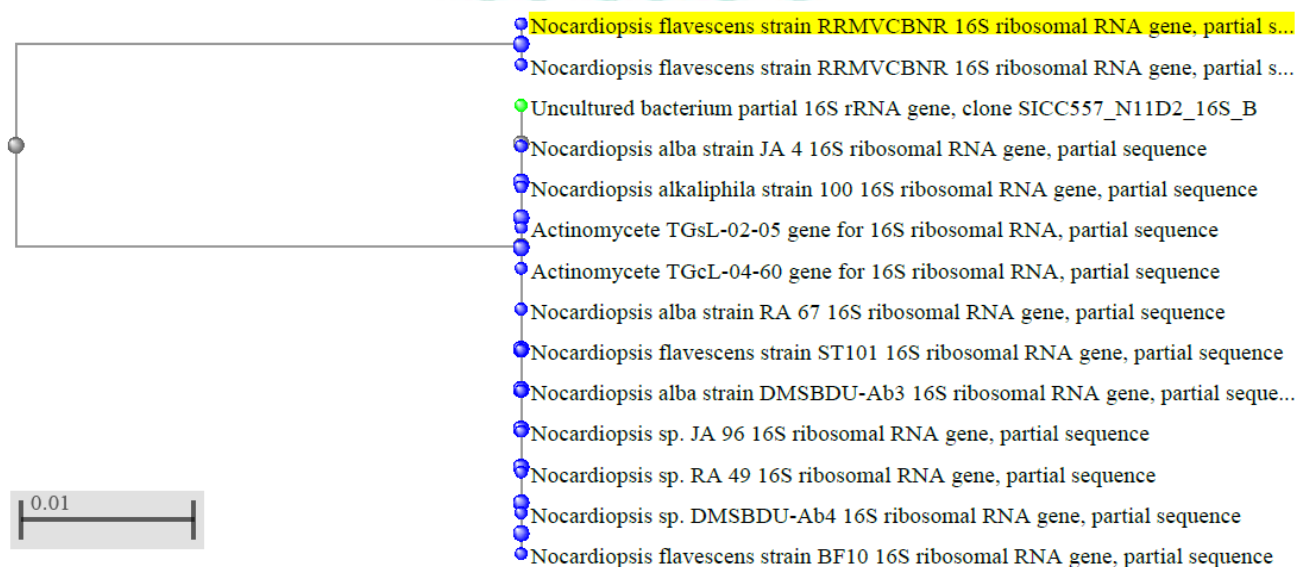 Nocardiopsis flavescens strain RRMVCBNR 16S ribosomal RNA gene, partial s...
Nocardiopsis flavescens strain RRMVCBNR 16S ribosomal RNA gene, partial s...
Uncultured bacterium partial 16S rRNA gene, clone SICC557_N11D2_16S_B
Nocardiopsis alba strain JA 4 16S ribosomal RNA gene, partial sequence
Nocardiopsis alkaliphila strain 100 16S ribosomal RNA gene, partial sequence
Actinomycete TGsL-02-05 gene for 16S ribosomal RNA, partial sequence
Actinomycete TGcL-04-60 gene for 16S ribosomal RNA, partial sequence
Nocardiopsis alba strain RA 67 16S ribosomal RNA gene, partial sequence
Nocardiopsis flavescens strain ST101 16S ribosomal RNA gene, partial sequence
Nocardiopsis alba strain DMSBDU-Ab3 16S ribosomal RNA gene, partial seque...
Nocardiopsis sp. JA 96 16S ribosomal RNA gene, partial sequence
Nocardiopsis sp. RA 49 16S ribosomal RNA gene, partial sequence
Nocardiopsis sp. DMSBDU-Ab4 16S ribosomal RNA gene, partial sequence
Nocardiopsis flavescens strain BF10 16S ribosomal RNA gene, partial sequence
0.01